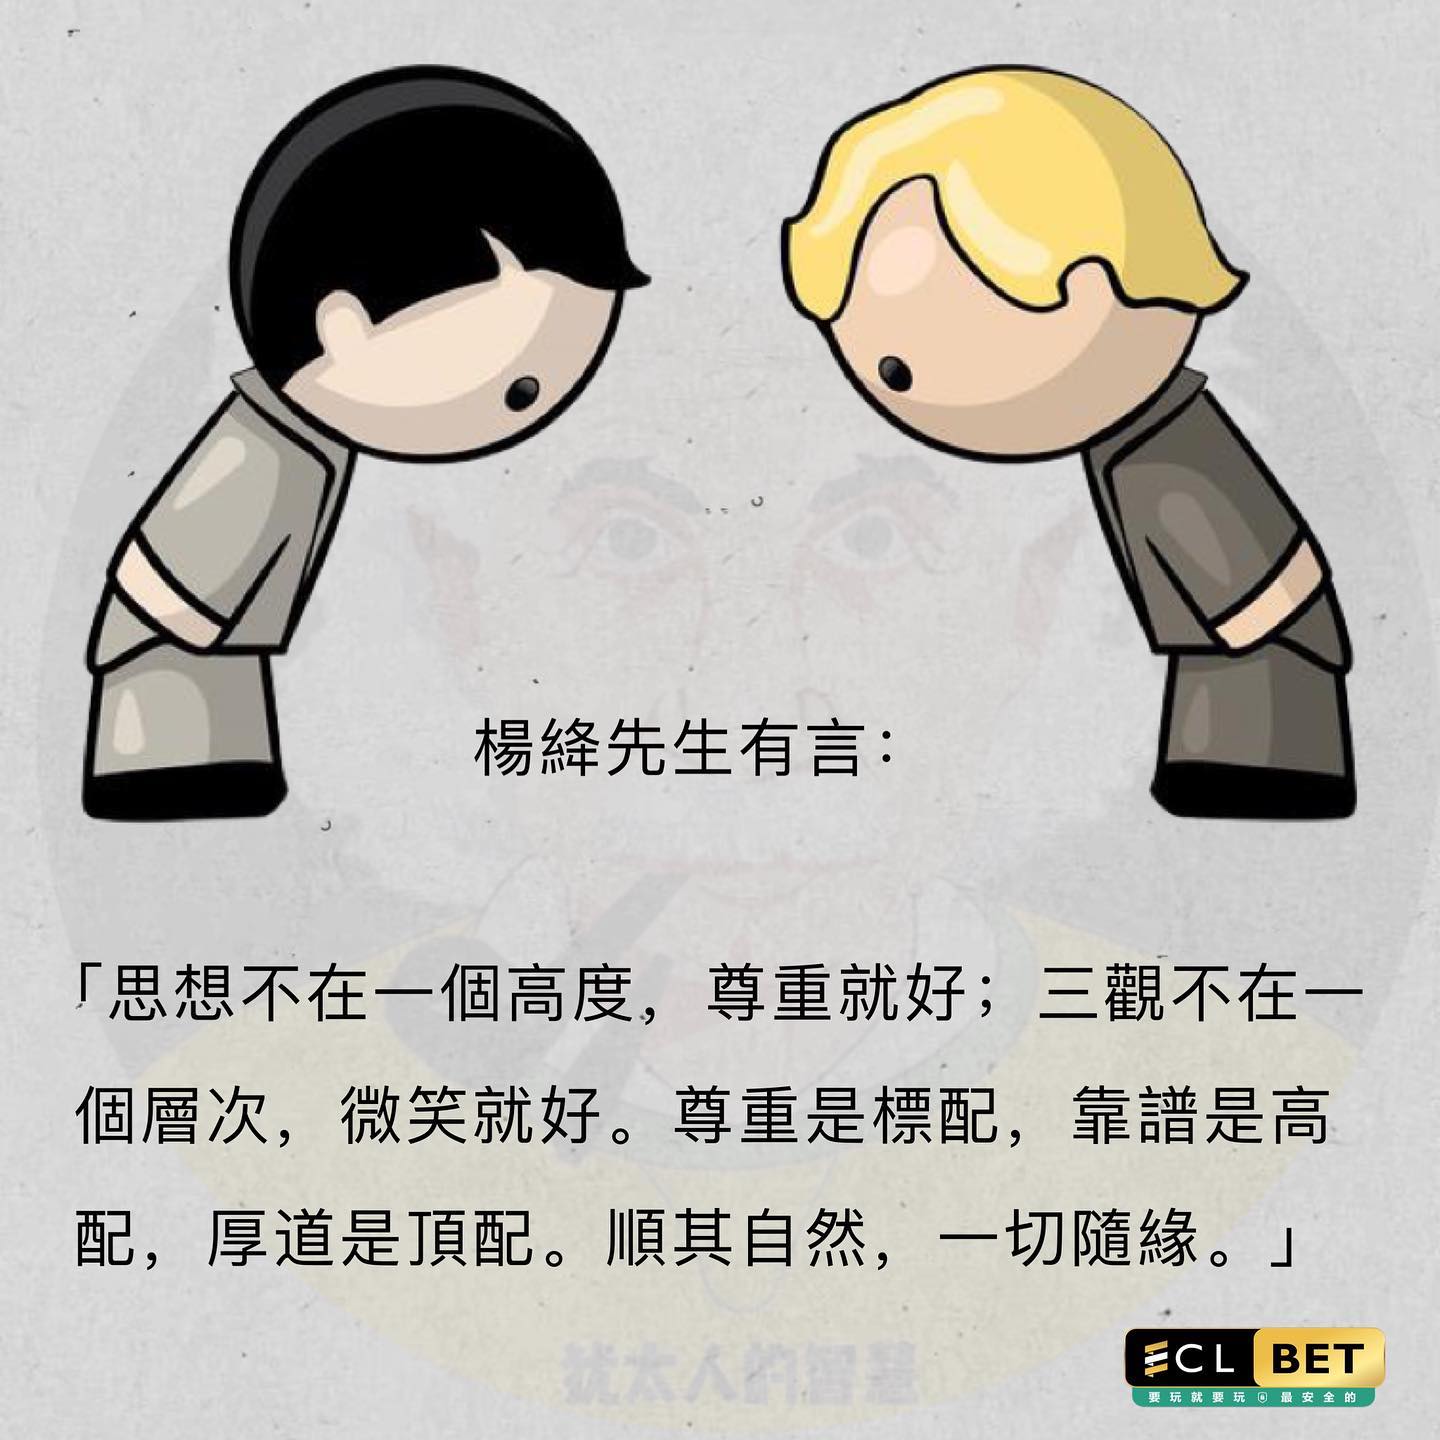 楊絳先生有言：
「思想不在一個高度，尊重就好；三觀不在一
個層次，微笑就好。尊重是標配，靠譜是高
配，厚道是頂配。順其自然，一切隨緣。」
猶太人的智慧
ECLBET
要玩就要玩最安全的